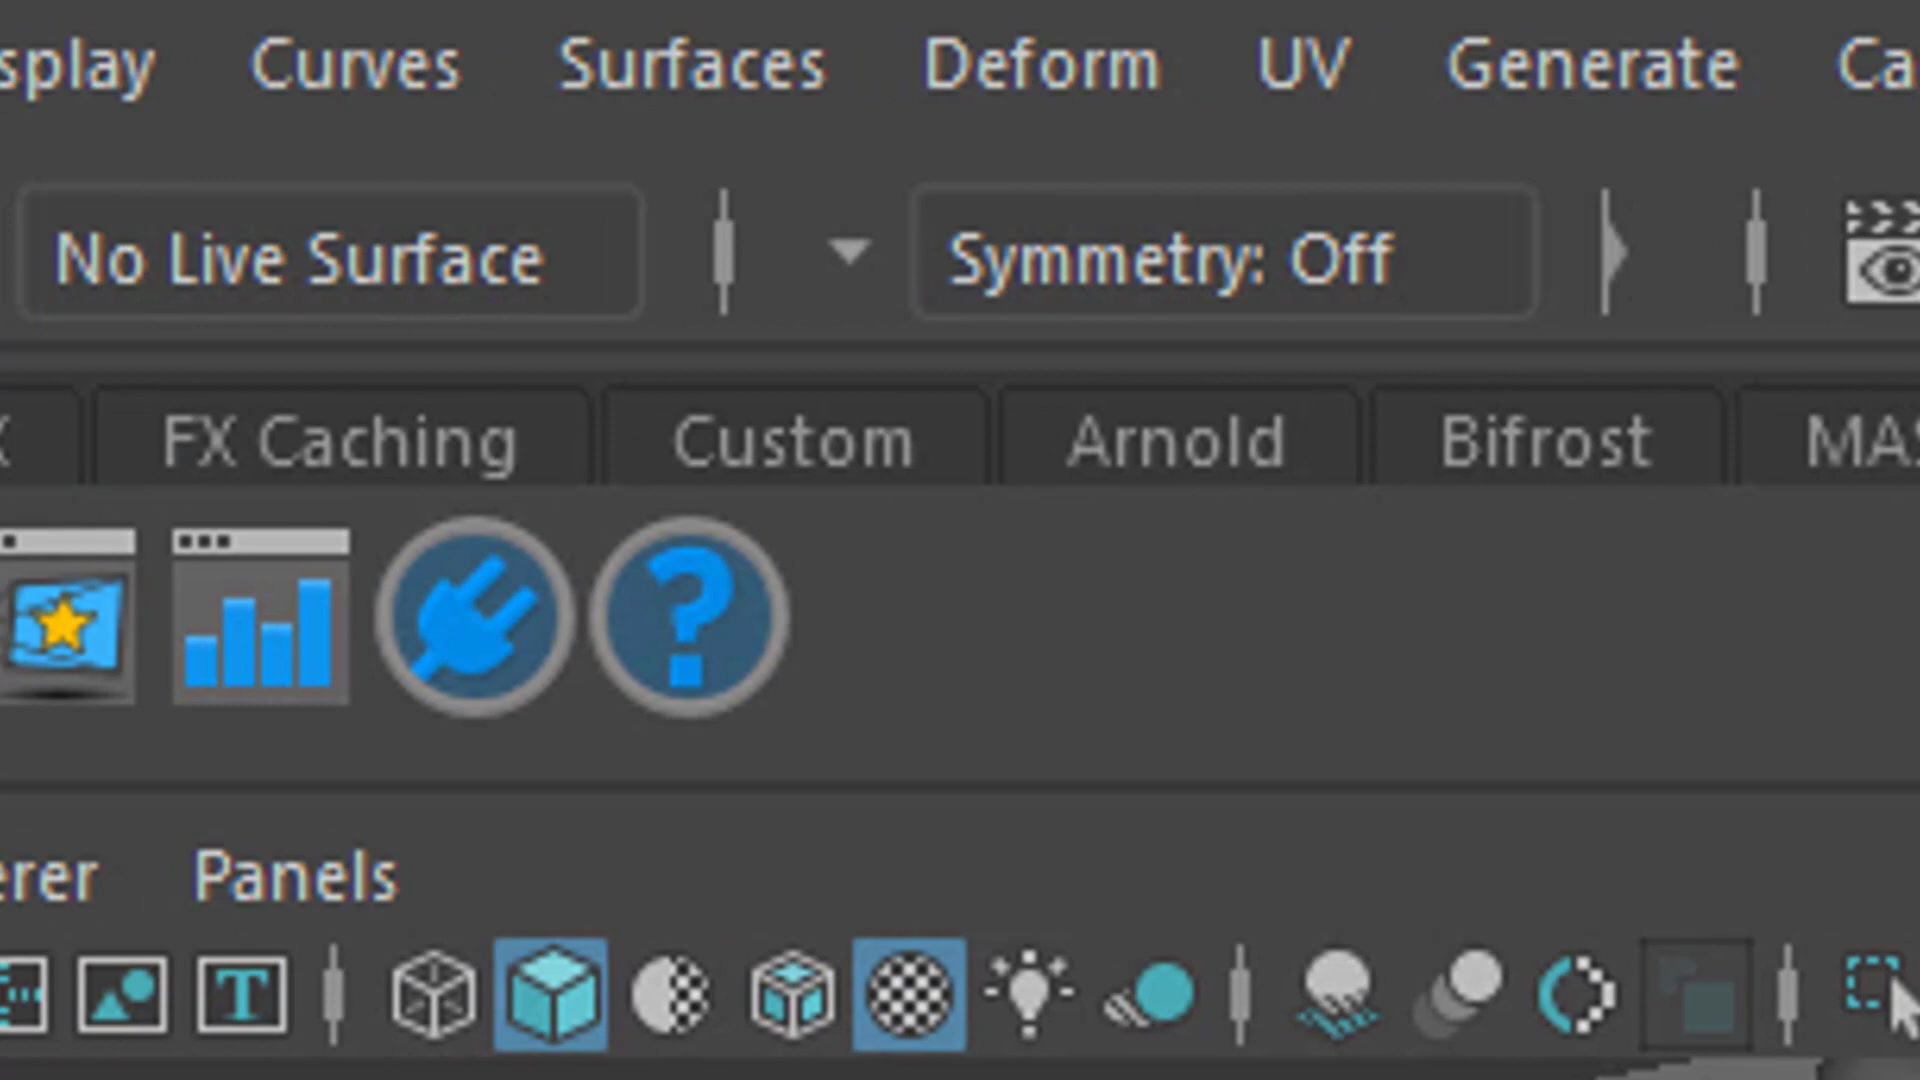 splay Curves Surfaces Deform UV Generate Ca
No Live Surface Symmetry: Off
X FX Caching Custom Arnold Bifrost MAS
?
erer Panels
T